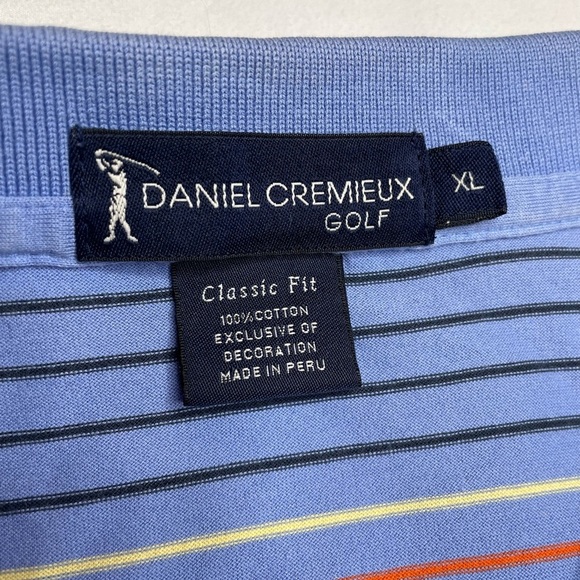 DANIEL CREMIEUX
GOLF
XL
Classic Fit
100% COTTON
EXCLUSIVE OF
DECORATION
MADE IN PERU